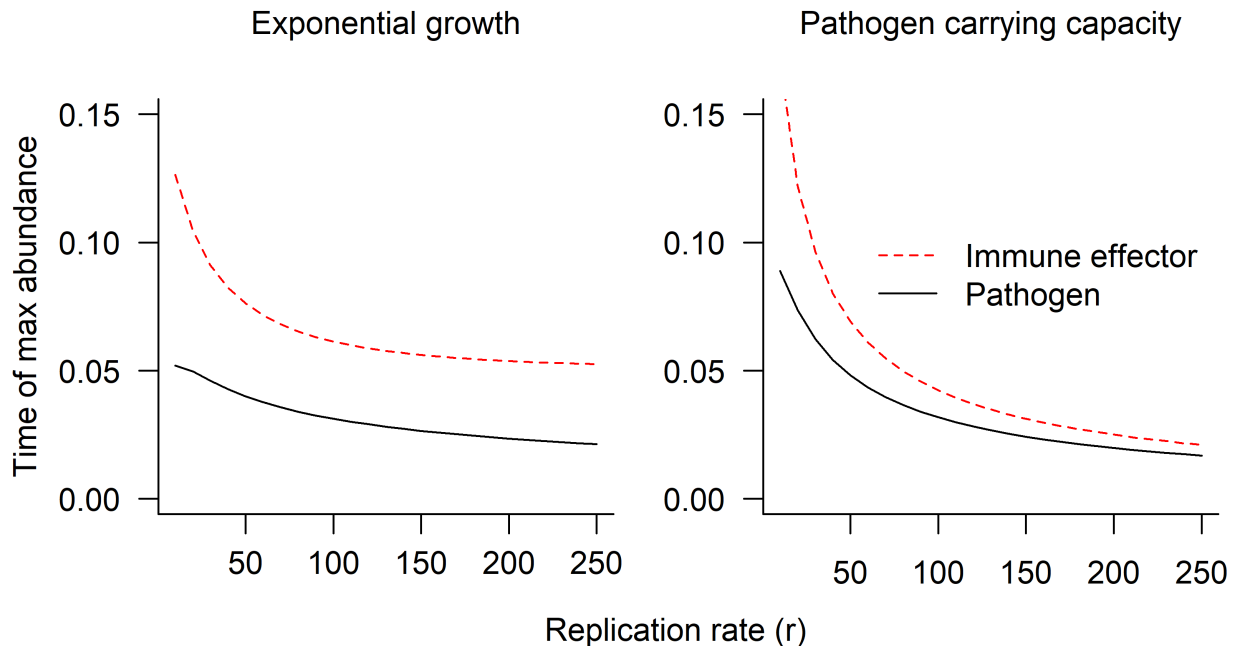 Exponential growth
Pathogen carrying capacity
Time of max abundance
0.15
0.10
0.05
0.00
50 100 150 200 250
0.15
0.10
0.05
0.00
50 100 150 200 250
Immune effector
Pathogen
Replication rate (r)